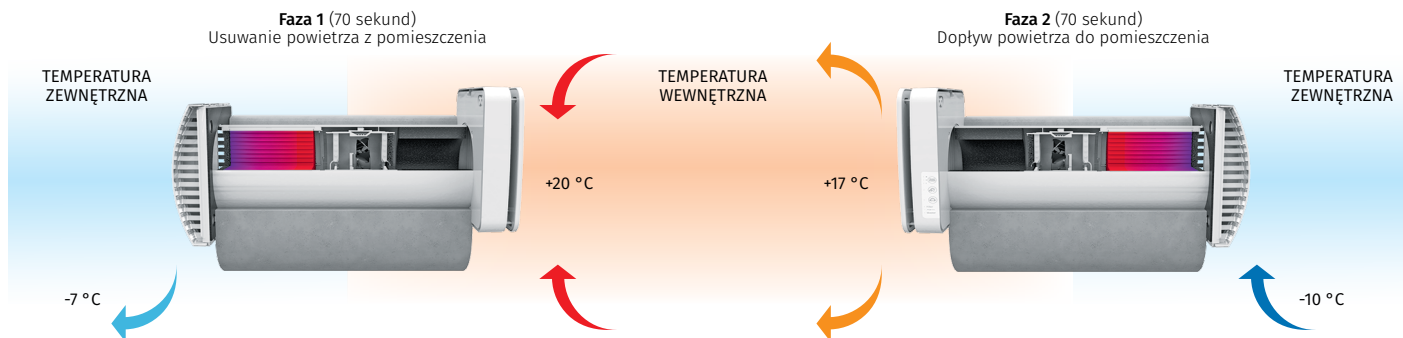 Faza 1 (70 sekund)
Usuwanie powietrza z pomieszczenia
TEMPERATURA
ZEWNĘTRZNA
+20 °C
-7 °C
TEMPERATURA
WEWNĘTRZNA
Faza 2 (70 sekund)
Dopływ powietrza do pomieszczenia
+17 °C
TEMPERATURA
ZEWNĘTRZNA
-10 °C